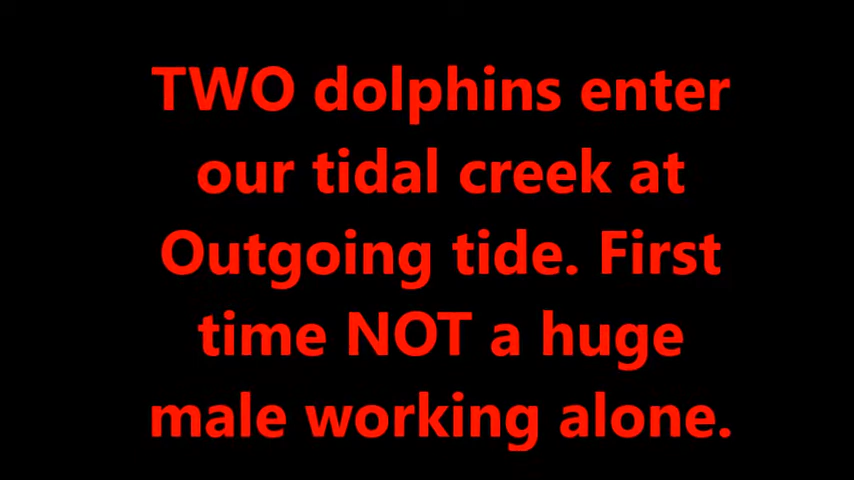 TWO dolphins enter
our tidal creek at
Outgoing tide. First
time NOT a huge
male working alone.